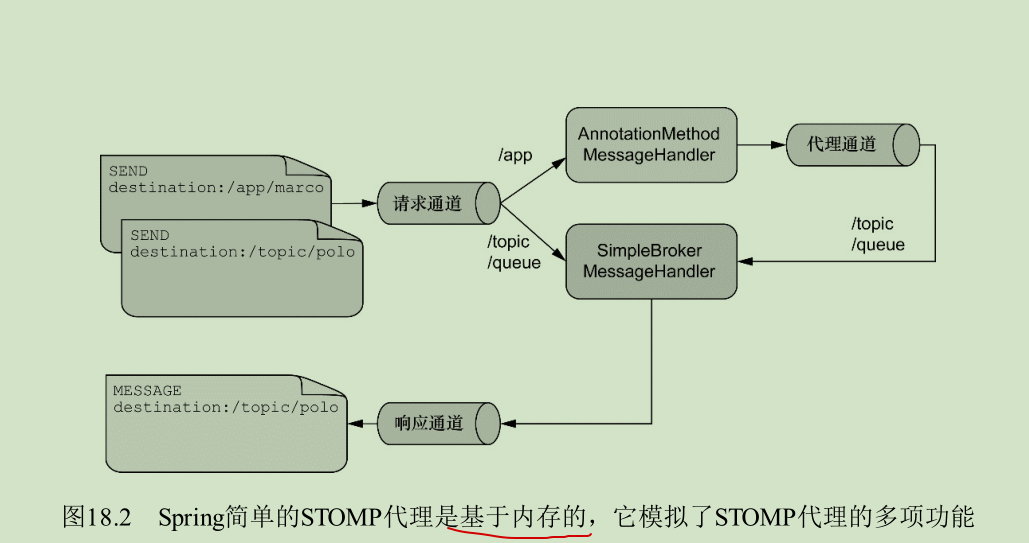 SEND
destination:/app/marco
SEND
destination:/topic/polo
请求通道
/app
/topic
/queue
AnnotationMethod
MessageHandler
代理通道
SimpleBroker
MessageHandler
/topic
/queue
MESSAGE
destination:/topic/polo
响应通道
图18.2 Spring简单的STOMP代理是基于内存的，它模拟了STOMP代理的多项功能